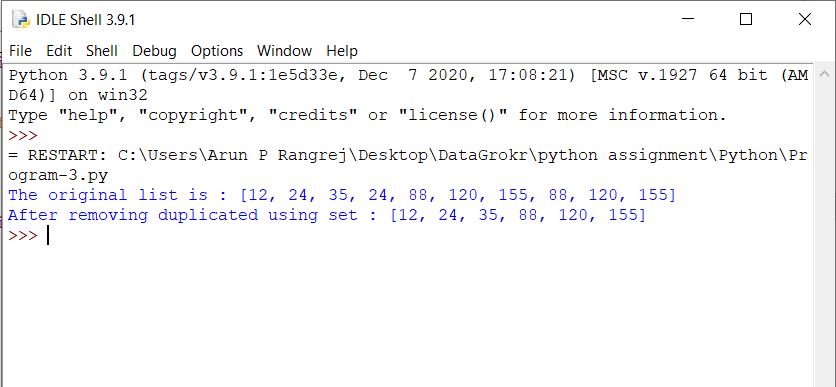 IDLE Shell 3.9.1
File Edit Shell Debug Options Window Help
Python 3.9.1 (tags/v3.9.1:1e5d33e, Dec  7 2020, 17:08:21) [MSC v.1927 64 bit (AM
D64)] on win32
Type "help", "copyright", "credits" or "license()" for more information.
>>>
= RESTART: C:\Users\Arun P Rangrej\Desktop\DataGrokr\python assignment\Python\Pr
ogram-3.py
The original list is : [12, 24, 35, 24, 88, 120, 155, 88, 120, 155]
After removing duplicated using set : [12, 24, 35, 88, 120, 155]
>>>